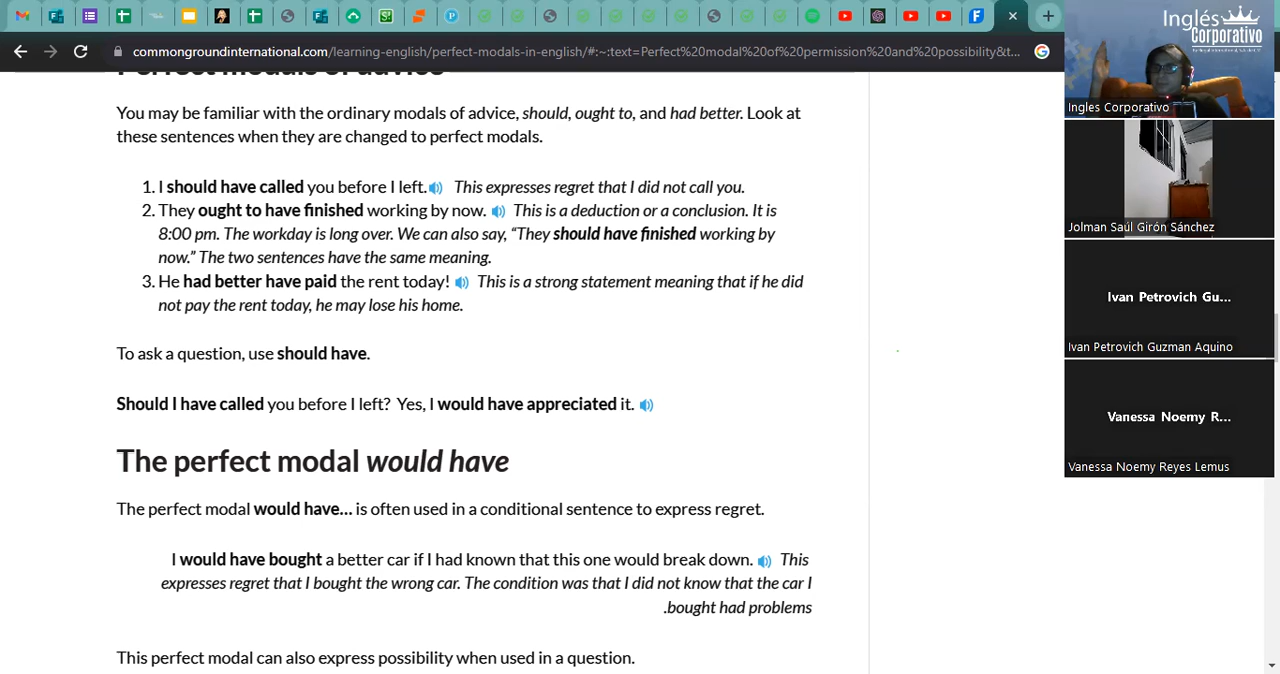 commongroundinternational.com/learning-english/perfect-modals-in-english/#:~:text=Perfect%20modal%20of%20permission%20and%20possibility&t...
Perfect modals of advice
You may be familiar with the ordinary modals of advice, should, ought to, and had better. Look at
these sentences when they are changed to perfect modals.
1. I should have called you before I left. This expresses regret that I did not call you.
2. They ought to have finished working by now. This is a deduction or a conclusion. It is
8:00 pm. The workday is long over. We can also say, “They should have finished working by
now.” The two sentences have the same meaning.
3. He had better have paid the rent today! This is a strong statement meaning that if he did
not pay the rent today, he may lose his home.
To ask a question, use should have.
Should I have called you before I left? Yes, I would have appreciated it.
The perfect modal would have
The perfect modal would have… is often used in a conditional sentence to express regret.
I would have bought a better car if I had known that this one would break down. This
expresses regret that I bought the wrong car. The condition was that I did not know that the car I
.bought had problems
This perfect modal can also express possibility when used in a question.
Inglés
Corporativo
Ingles Corporativo
Jolman Saúl Girón Sánchez
Ivan Petrovich Gu...
Ivan Petrovich Guzman Aquino
Vanessa Noemy R...
Vanessa Noemy Reyes Lemus